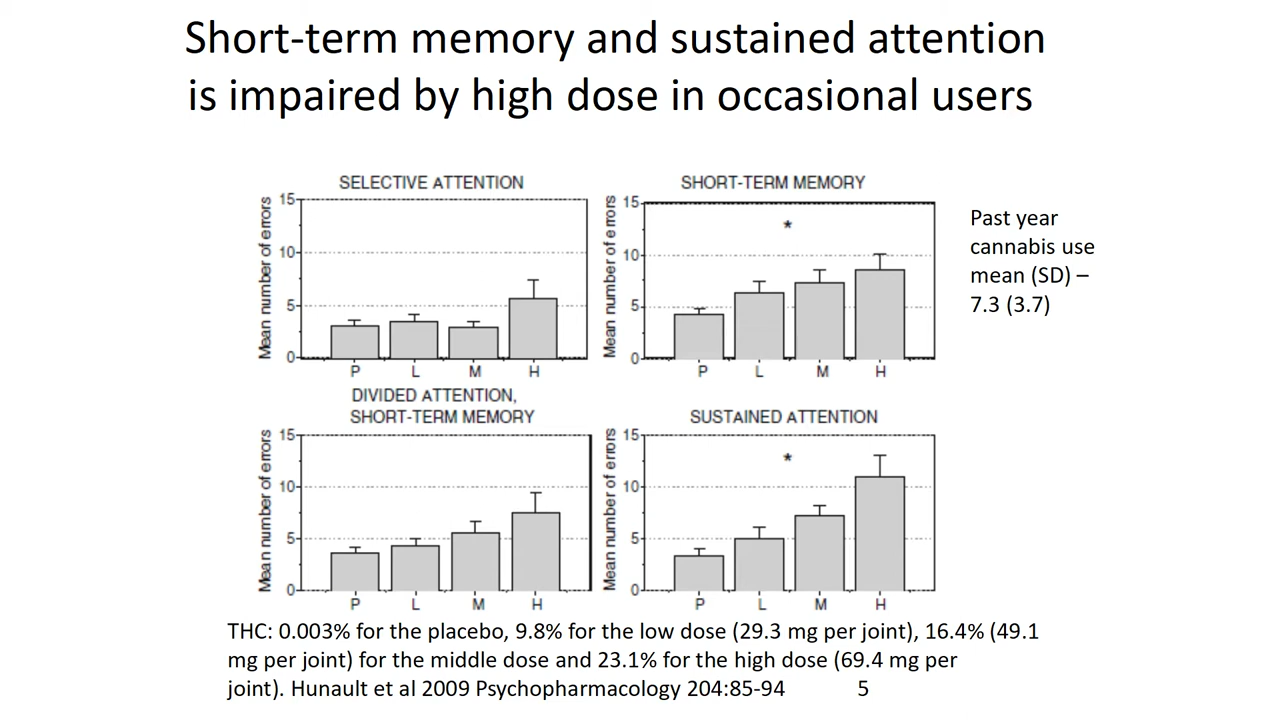 Short-term memory and sustained attention
is impaired by high dose in occasional users
SELECTIVE ATTENTION
Mean number of errors
15
10
5
0
P L M H
SHORT-TERM MEMORY
Mean number of errors
15
10
5
0
*
P L M H
Past year
cannabis use
mean (SD) –
7.3 (3.7)
DIVIDED ATTENTION,
SHORT-TERM MEMORY
Mean number of errors
15
10
5
0
P L M H
SUSTAINED ATTENTION
Mean number of errors
15
10
5
0
*
P L M H
THC: 0.003% for the placebo, 9.8% for the low dose (29.3 mg per joint), 16.4% (49.1
mg per joint) for the middle dose and 23.1% for the high dose (69.4 mg per
joint). Hunault et al 2009 Psychopharmacology 204:85-94 5